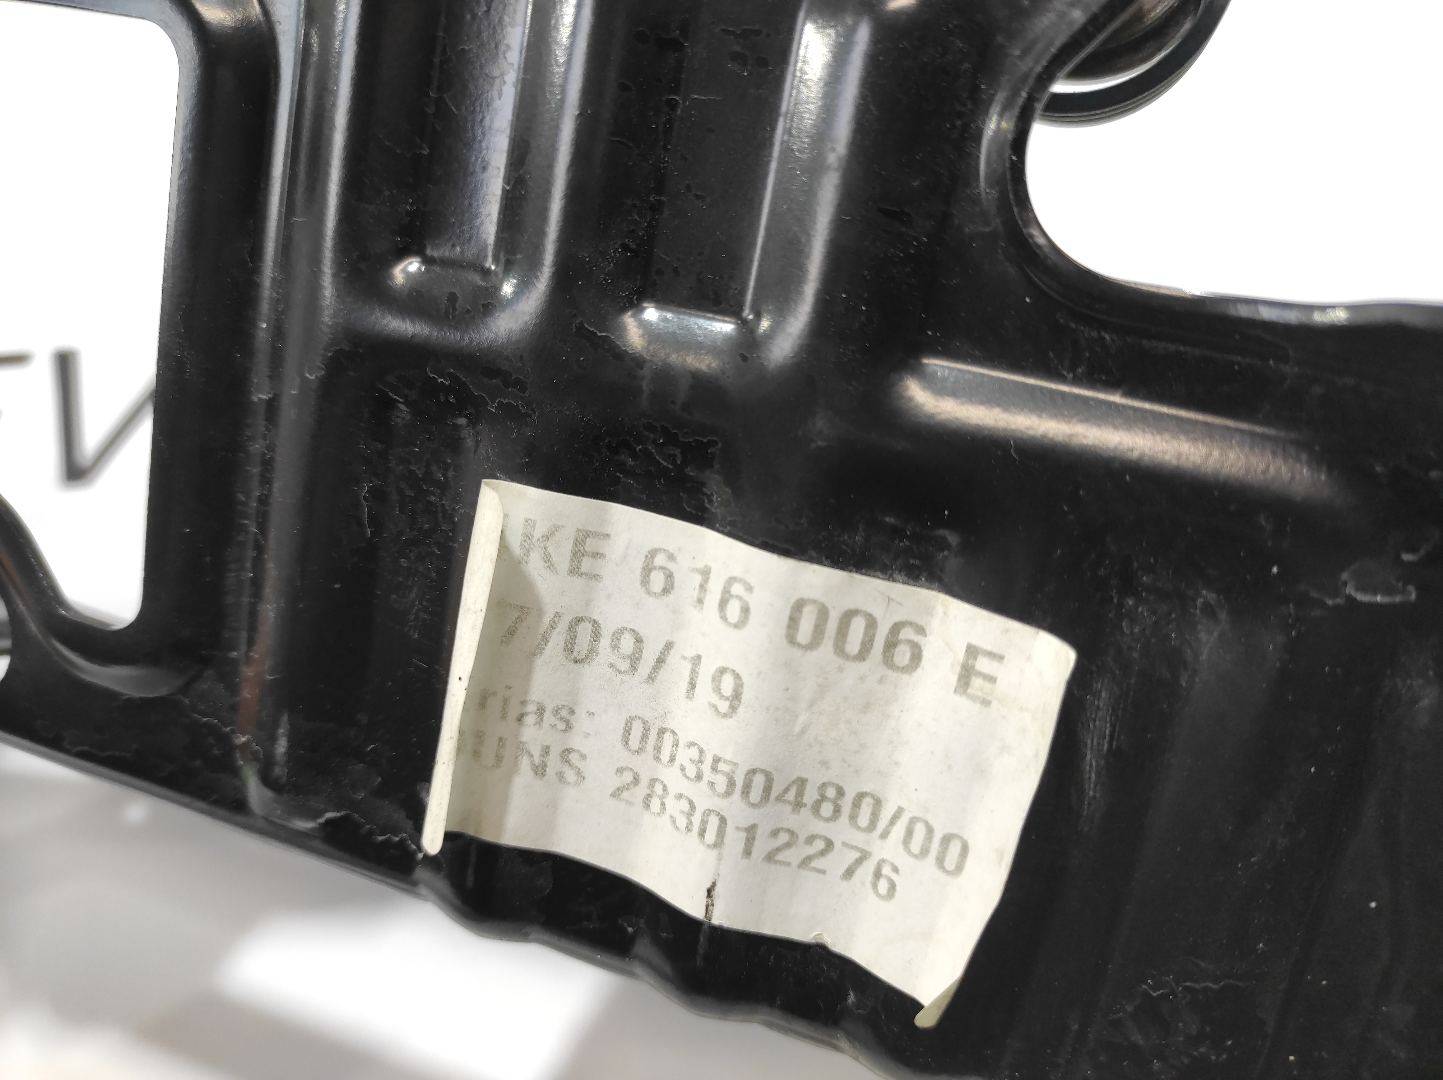 KE 616 006 E
7/09/19
rias: 00350480/00
UNS 283012276